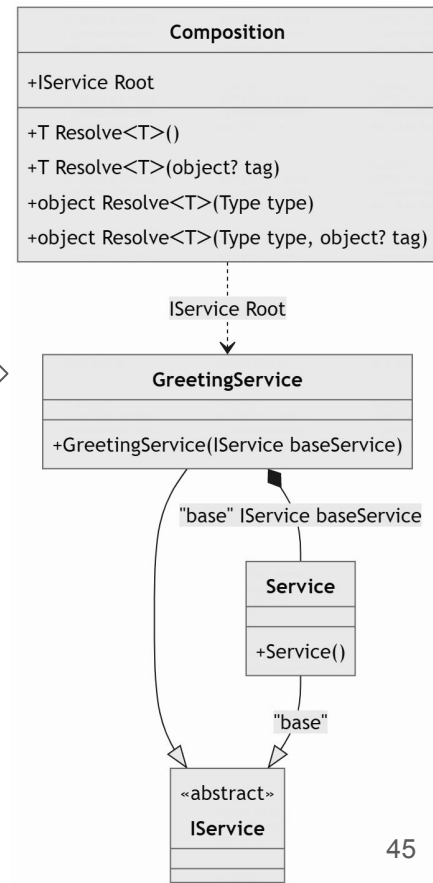 Composition
+IService Root
+T Resolve<T>()
+T Resolve<T>(object? tag)
+object Resolve<T>(Type type)
+object Resolve<T>(Type type, object? tag)
IService Root
GreetingService
+GreetingService(IService baseService)
"base" IService baseService
Service
+Service()
"base"
«abstract»
IService
45